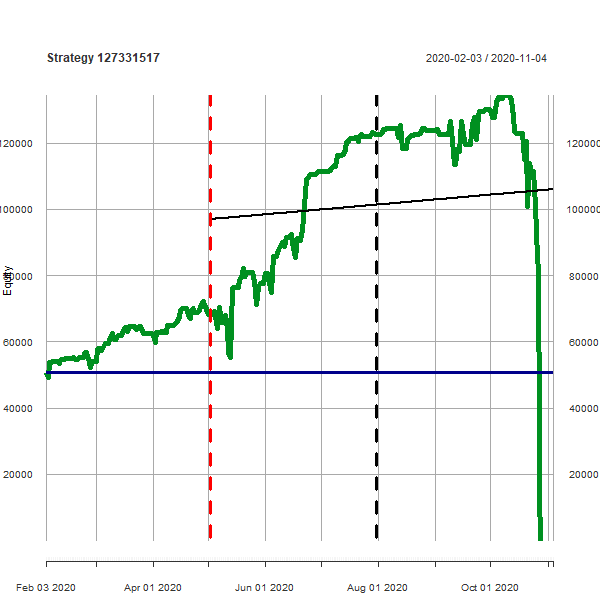 Strategy 127331517
2020-02-03 / 2020-11-04
120000
120000
100000
100000
80000
80000
Equity
60000
60000
40000
40000
20000
20000
Feb 03 2020
Apr 01 2020
Jun 01 2020
Aug 01 2020
Oct 01 2020